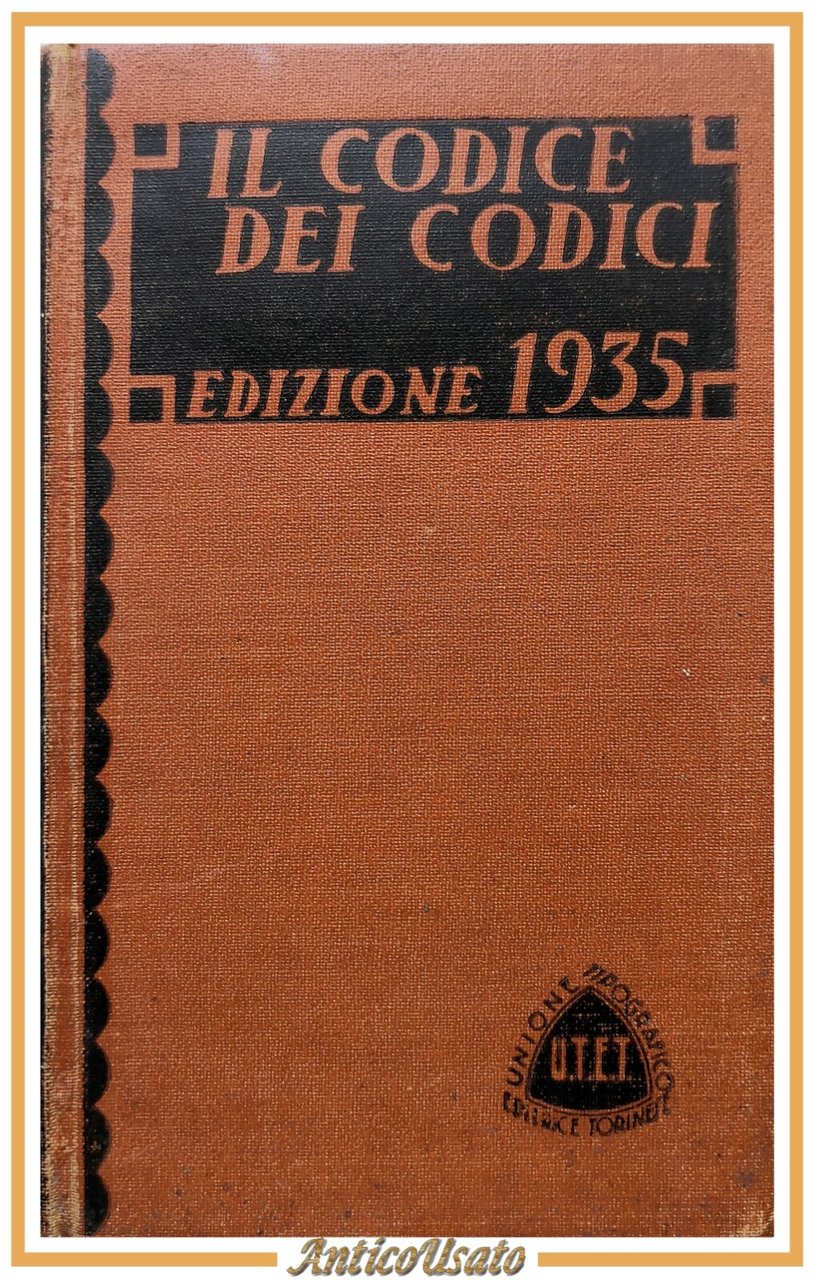 IL CODICE
DEI CODICI
EDIZIONE 1935
UNIONE TIPOGRAFICO
U.T.E.T.
EDITRICE TORINESE
AnticoUsato